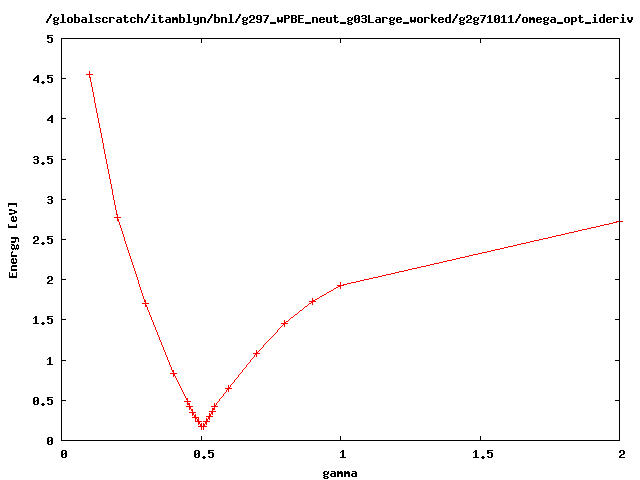 /globalscratch/itamblyn/bnl/g297_wPBE_neut_g03Large_worked/g2g71011/omega_opt_ideriv
5
4.5
4
3.5
3
2.5
2
1.5
1
0.5
0
Energy [eV]
0 0.5 1 1.5 2
gamma